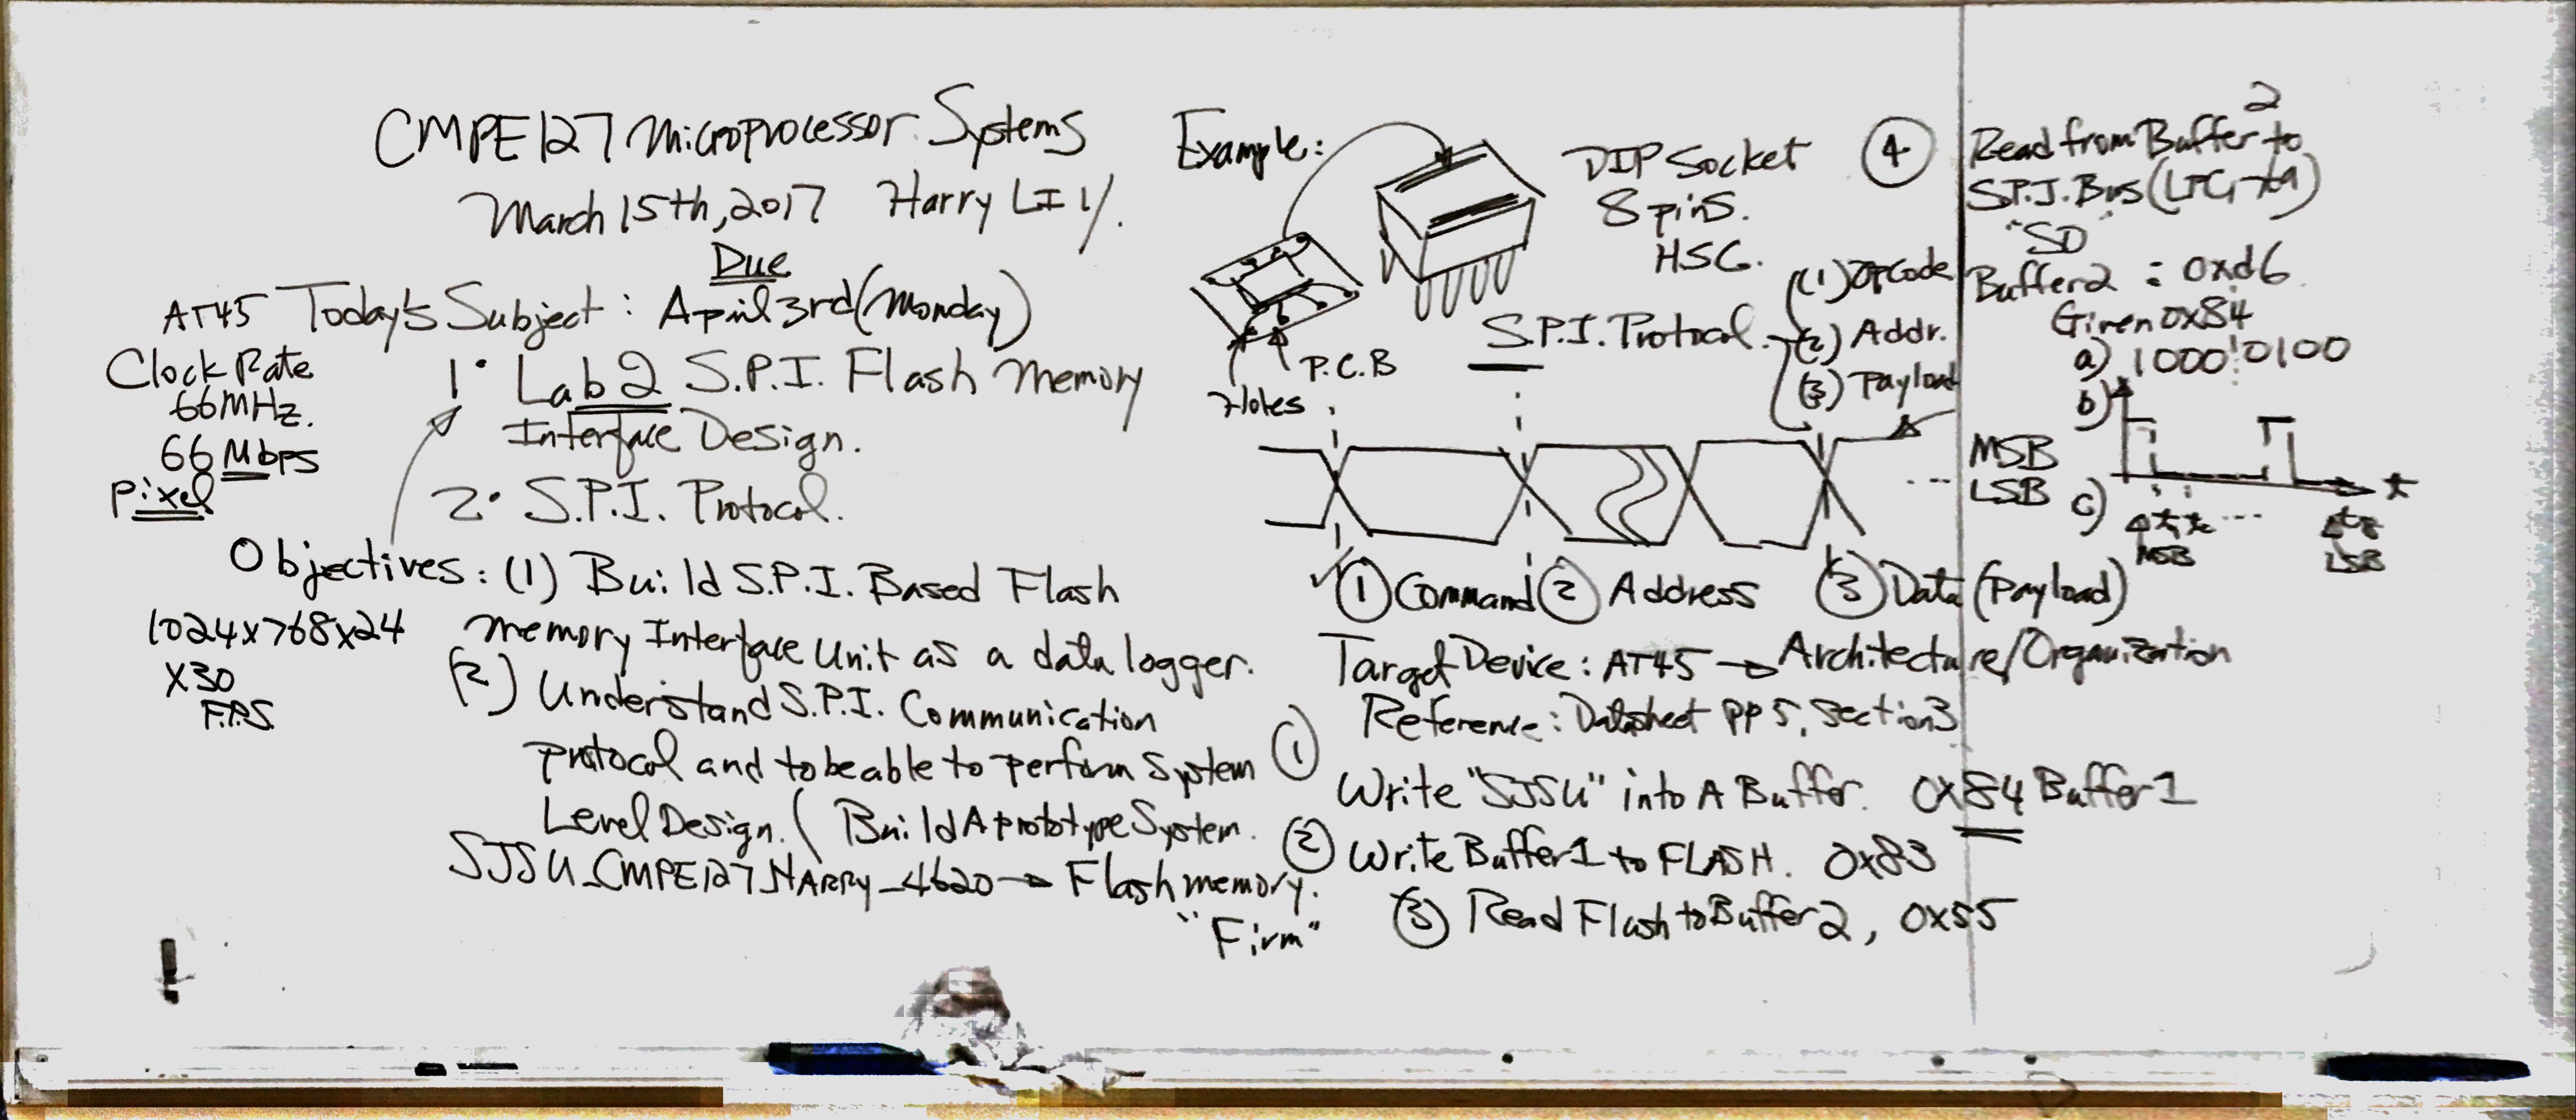 CMPE127 Microprocessor Systems
March 15th, 2017 Harry LI 1/.
Due
Today's Subject: April 3rd (Monday)
1. Lab 2 S.P.I. Flash Memory
Interface Design.
2. S.P.I. Protocol.
AT45
Clock Rate
66MHz.
66 Mbps
Pixel
Objectives: (1) Build S.P.I. Based Flash
memory Interface Unit as a data logger.
(2) Understand S.P.I. Communication
protocol and to be able to perform System
Level Design. ( Build A prototype System.
SJSU_CMPE127_HARRY_4620 → Flash memory.
"Firm"
1024x768x24
X30
F.P.S.
Example:
DIP Socket
8 pins.
HSC.
P.C.B
Holes
S.P.I. Protocol.
(1) OPCode
(2) Addr.
(3) Payload
...
① Command ② Address ③ Data (Payload)
Target Device: AT45 → Architecture/Organization
Reference: Datasheet PP 5, Section 3
① Write "SJSU" into A Buffer. 0X84 Buffer 1
② Write Buffer 1 to FLASH. 0x83
③ Read Flash to Buffer 2, 0X55
④ Read from Buffer 2 to
S.P.I. Bus
"SD"
Buffer 2 : 0xd6
Given 0x84
a) 1000 0100
b)
MSB
LSB
c)
t
t1 t2 ... t8
MSB LSB